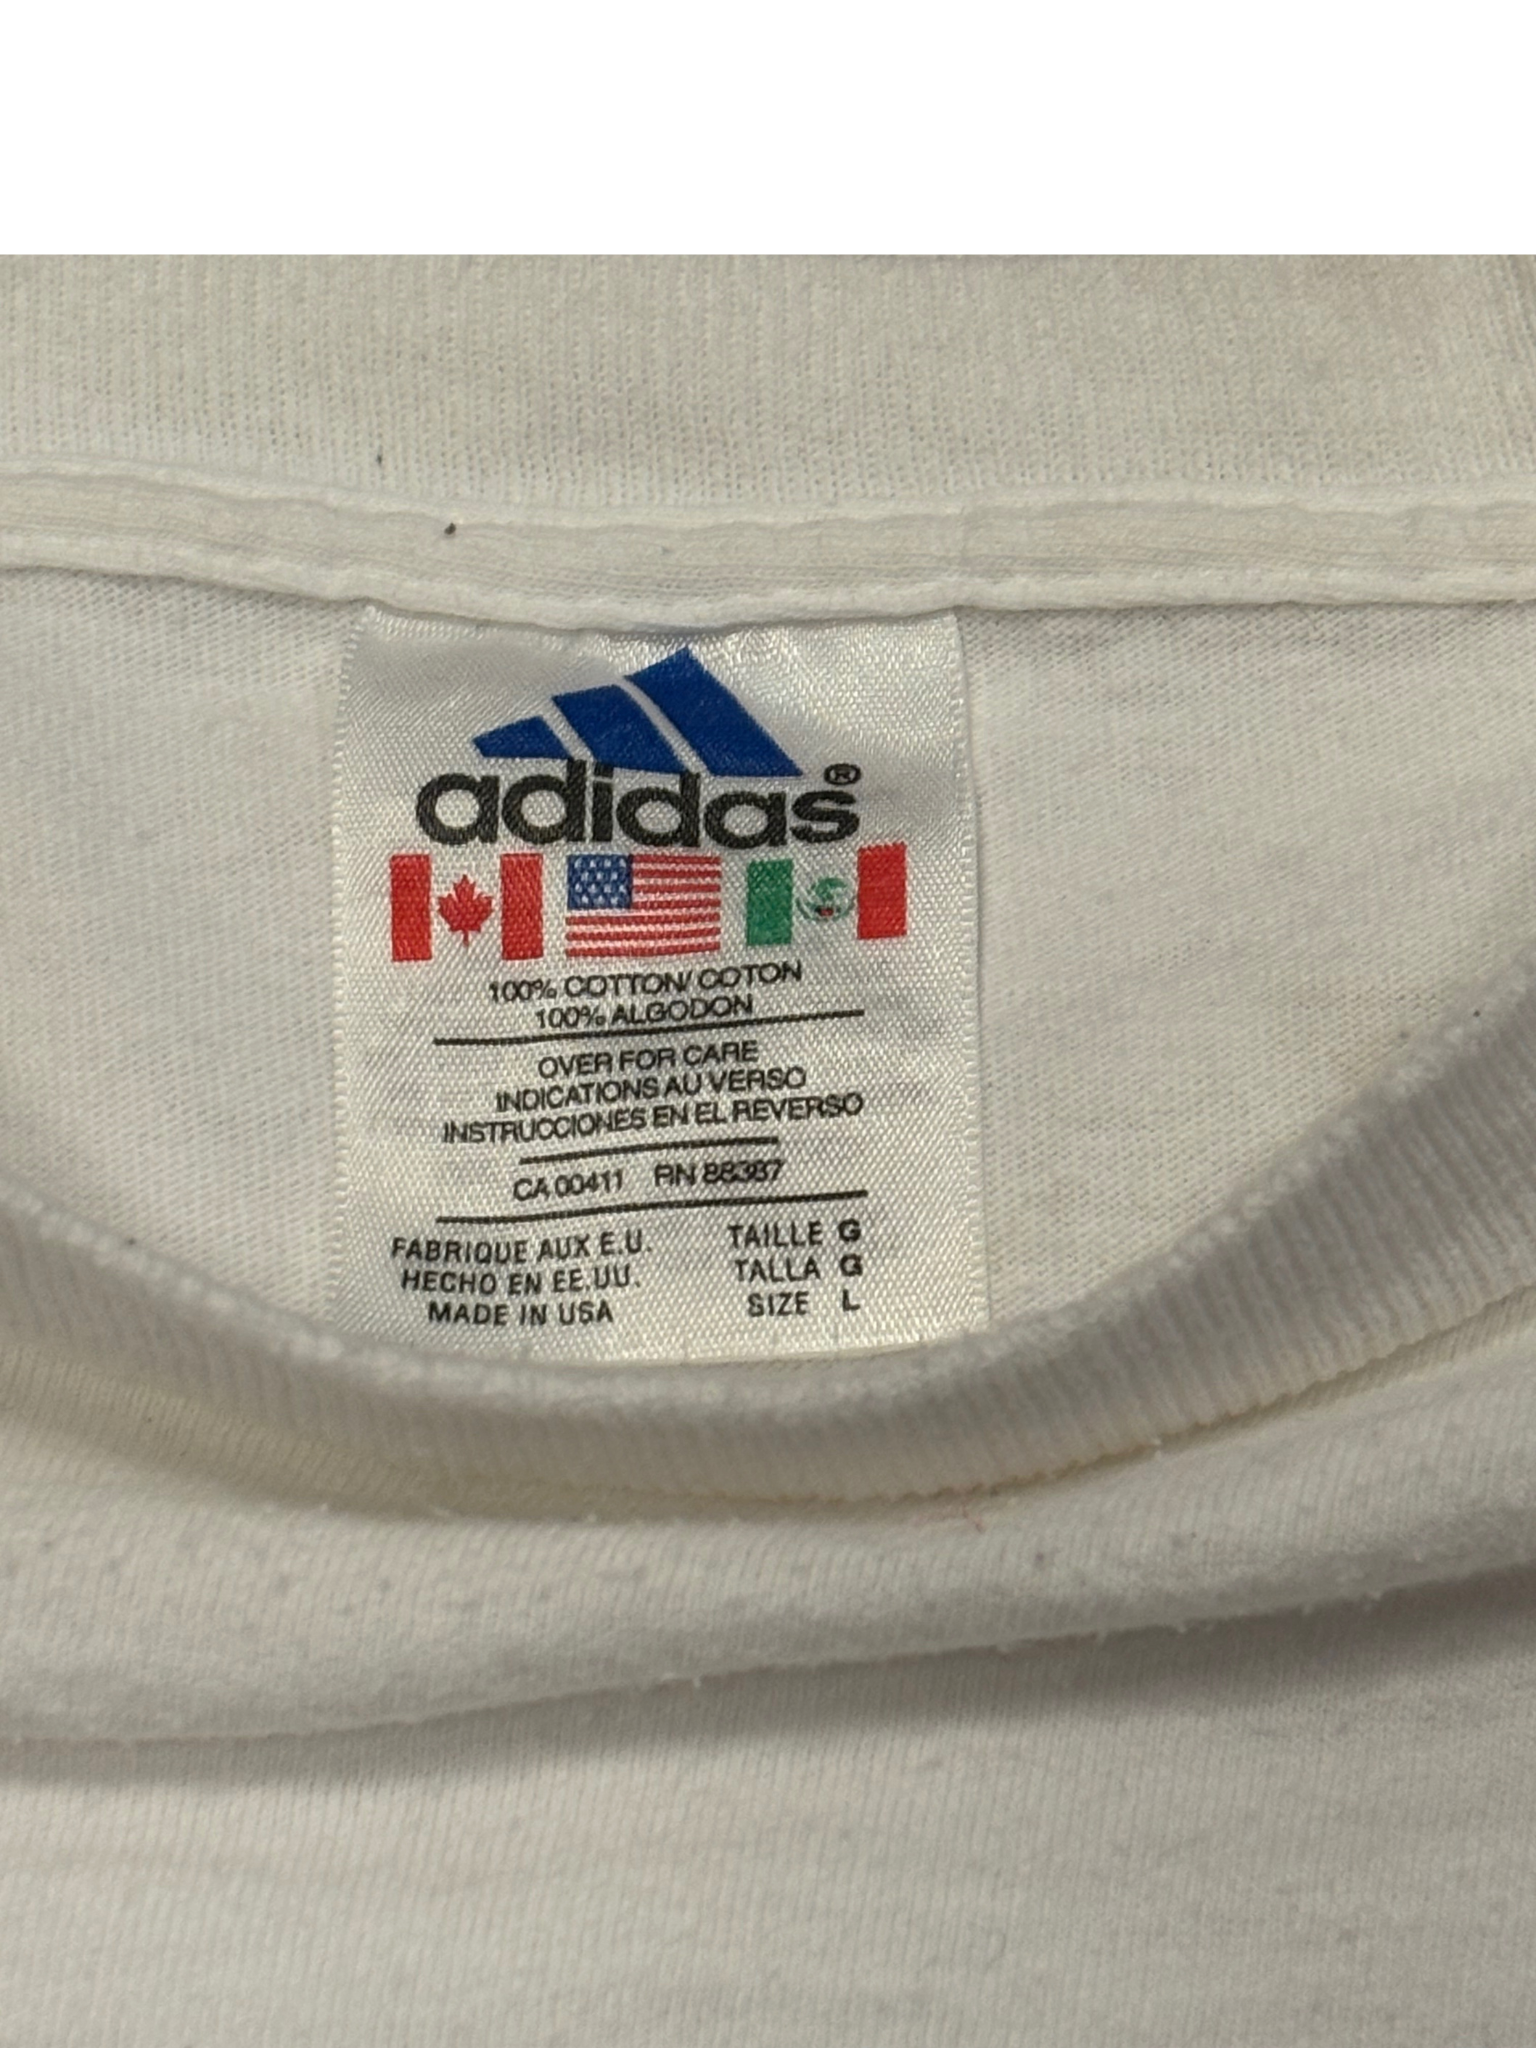 adidas®
100% COTTON/COTON
100% ALGODON
OVER FOR CARE
INDICATIONS AU VERSO
INSTRUCCIONES EN EL REVERSO
CA 00411 RN 88387
FABRIQUE AUX E.U. TAILLE G
HECHO EN EE.UU. TALLA G
MADE IN USA SIZE L